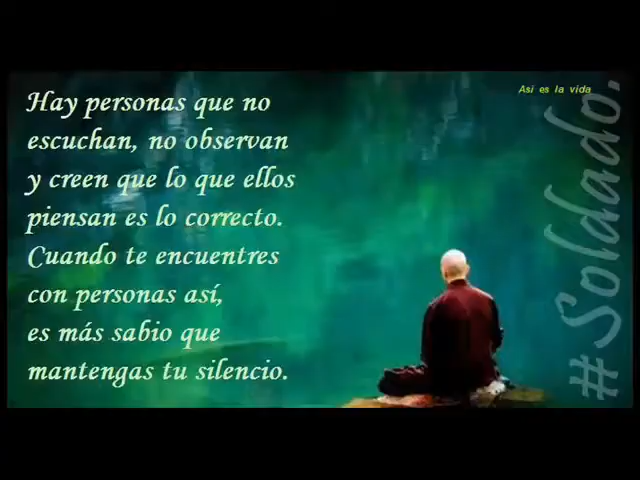 Hay personas que no
escuchan, no observan
y creen que lo que ellos
piensan es lo correcto.
Cuando te encuentres
con personas así,
es más sabio que
mantengas tu silencio.
Asi es la vida
#Soldado.